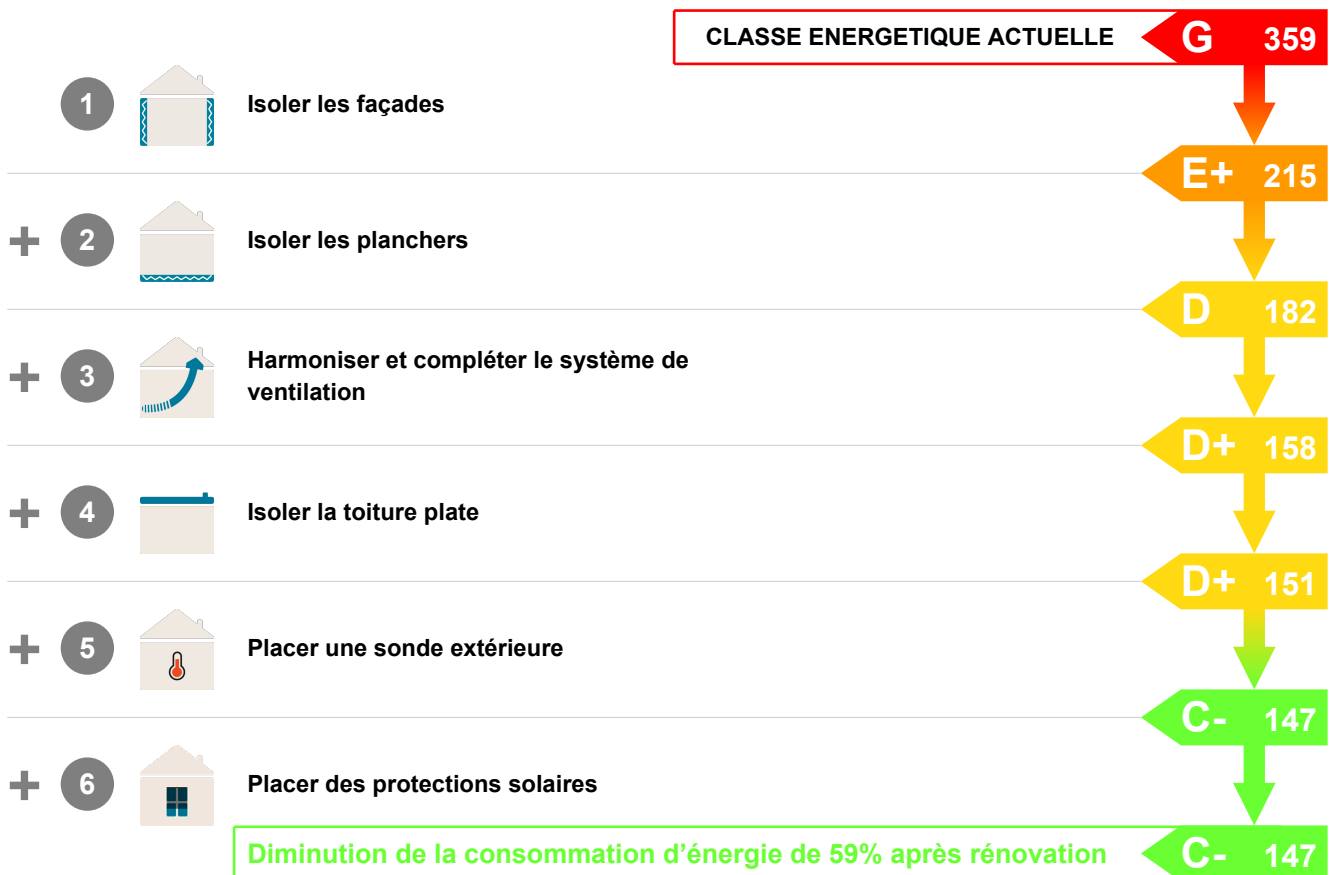 CLASSE ENERGETIQUE ACTUELLE G 359
1 Isoler les façades
E+ 215
+ 2 Isoler les planchers
D 182
+ 3 Harmoniser et compléter le système de
ventilation
D+ 158
+ 4 Isoler la toiture plate
D+ 151
+ 5 Placer une sonde extérieure
C- 147
+ 6 Placer des protections solaires
Diminution de la consommation d’énergie de 59% après rénovation C- 147